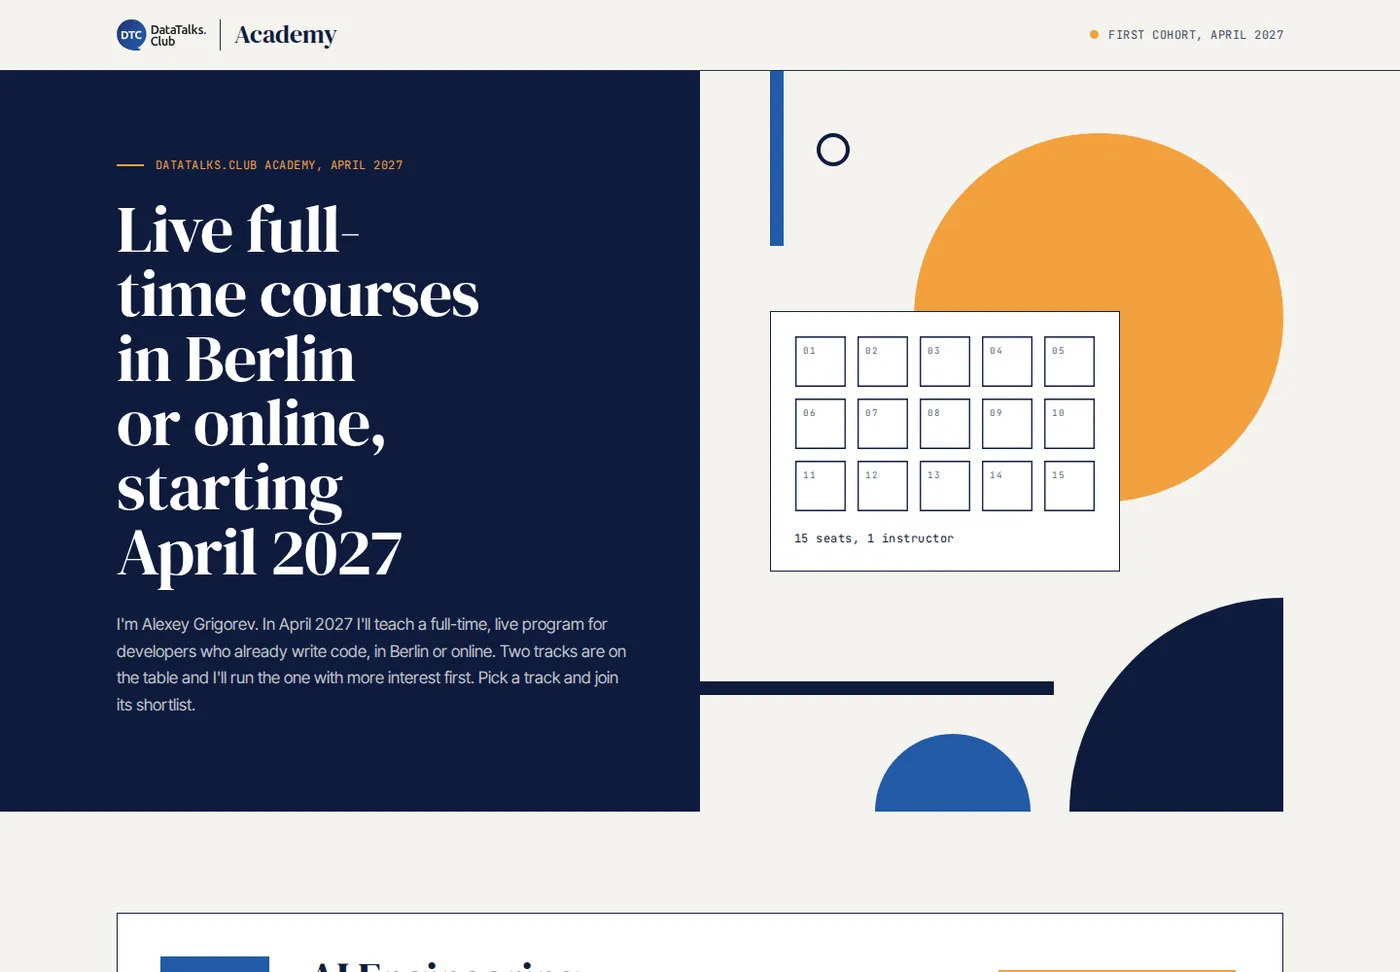 DTC DataTalks.
Club
Academy
FIRST COHORT, APRIL 2027
DATATALKS.CLUB ACADEMY, APRIL 2027
Live full-
time courses
in Berlin
or online,
starting
April 2027
I'm Alexey Grigorev. In April 2027 I'll teach a full-time, live program for
developers who already write code, in Berlin or online. Two tracks are on
the table and I'll run the one with more interest first. Pick a track and join
its shortlist.
01 02 03 04 05
06 07 08 09 10
11 12 13 14 15
15 seats, 1 instructor
AI Engineering